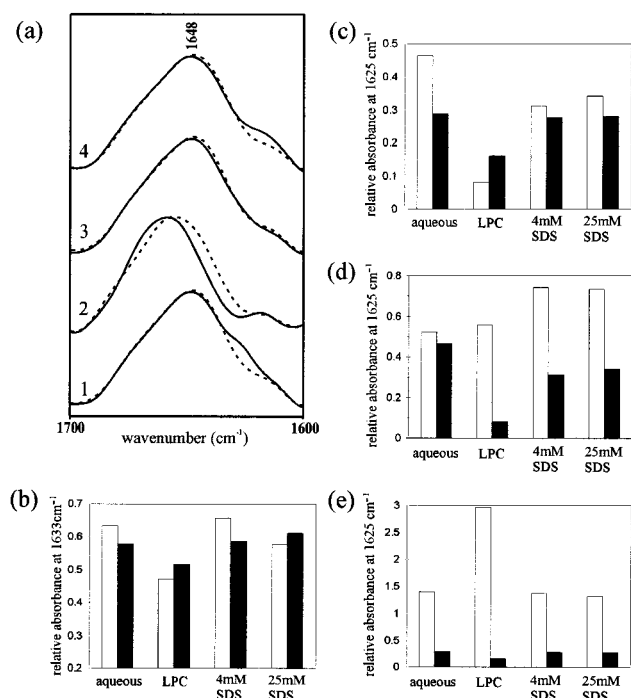 (a)
1648
4
3
2
1
1700
1600
wavenumber (cm⁻¹)
(b)
relative absorbance at 1633cm⁻¹
0.7
0.6
0.5
0.4
0.3
0.2
aqueous
LPC
4mM
SDS
25mM
SDS
(c)
relative absorbance at 1625 cm⁻¹
0.5
0.4
0.3
0.2
0.1
0
aqueous
LPC
4mM
SDS
25mM
SDS
(d)
relative absorbance at 1625 cm⁻¹
0.8
0.6
0.4
0.2
0
aqueous
LPC
4mM
SDS
25mM
SDS
(e)
relative absorbance at 1625 cm⁻¹
3
2.5
2
1.5
1
0.5
0
aqueous
LPC
4mM
SDS
25mM
SDS